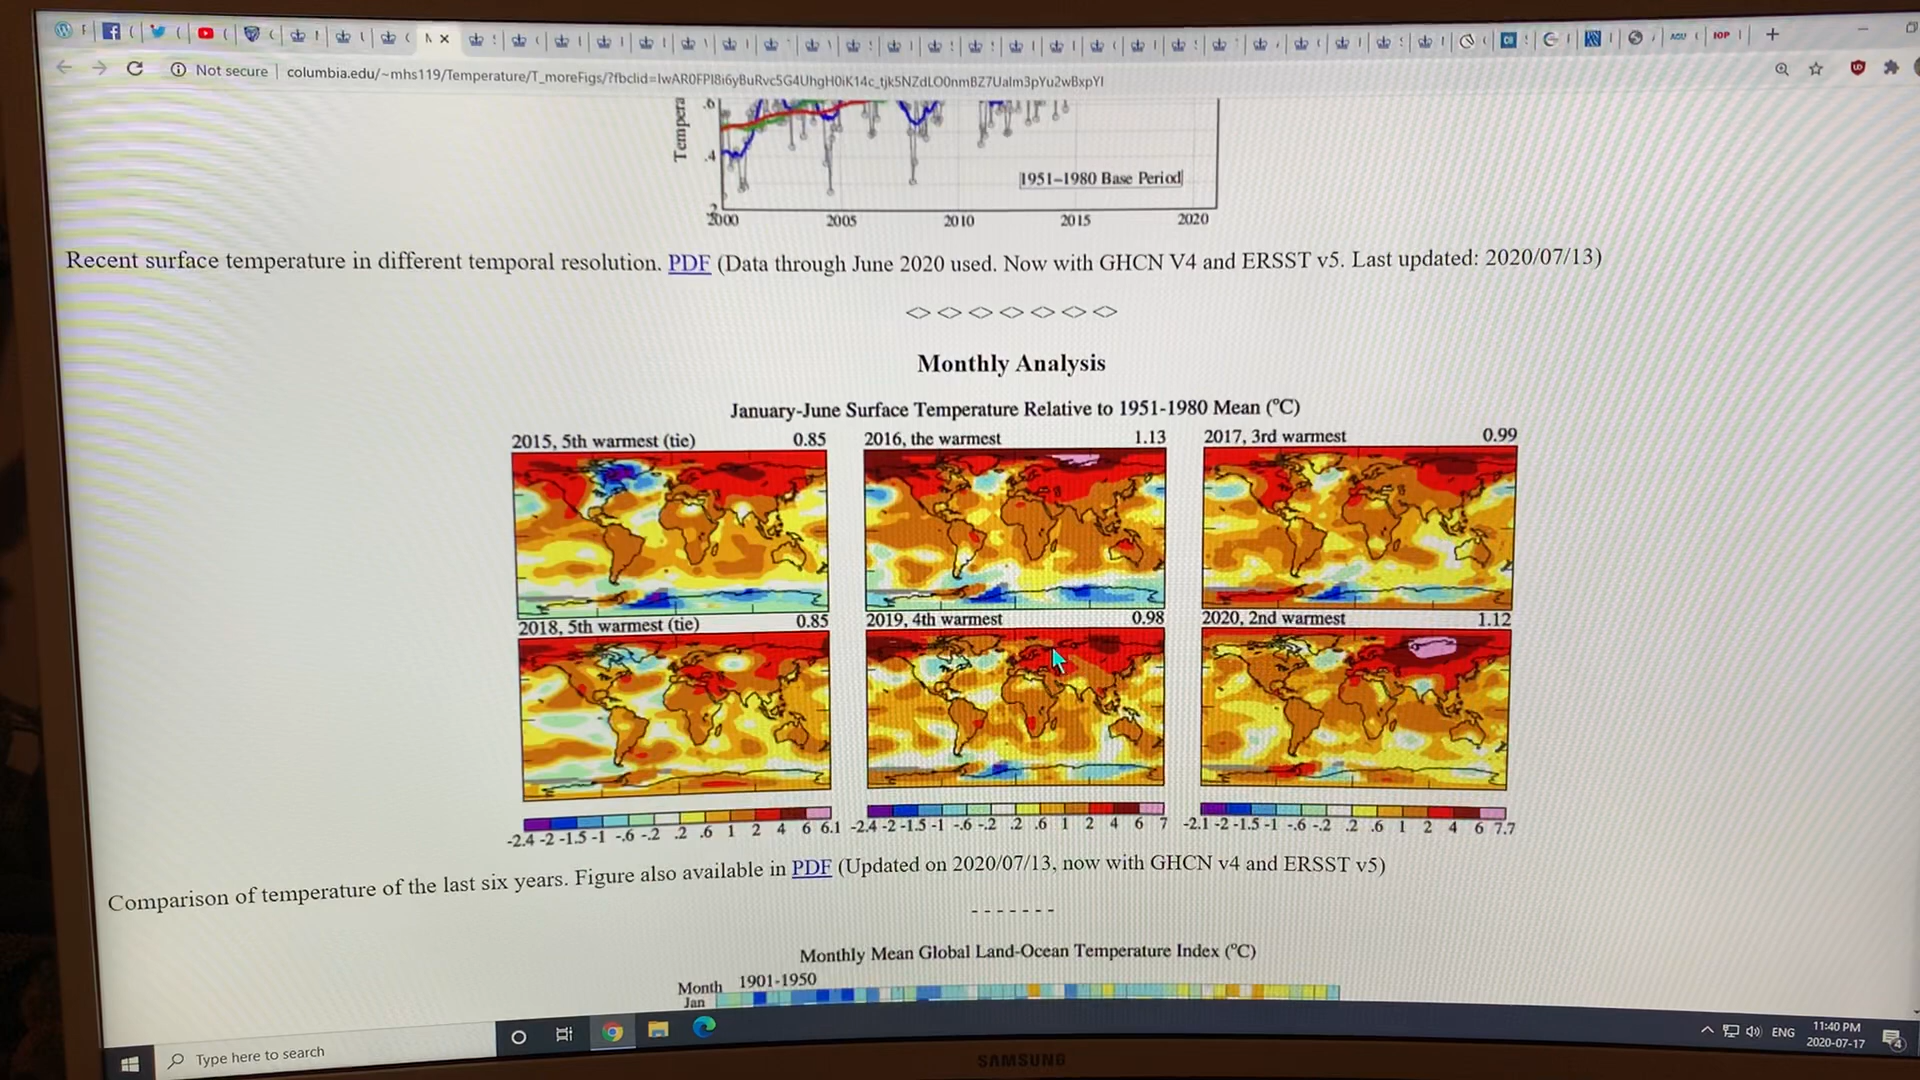 Not secure | columbia.edu/~mhs119/Temperature/T_moreFigs/?fbclid=
Tempera
.6
.4
.2
1951-1980 Base Period
2000 2005 2010 2015 2020
Recent surface temperature in different temporal resolution. PDF (Data through June 2020 used. Now with GHCN V4 and ERSST v5. Last updated: 2020/07/13)
<> <> <> <> <> <> <>
Monthly Analysis
January-June Surface Temperature Relative to 1951-1980 Mean (°C)
2015, 5th warmest (tie) 0.85 2016, the warmest 1.13 2017, 3rd warmest 0.99
2018, 5th warmest (tie) 0.85 2019, 4th warmest 0.98 2020, 2nd warmest 1.12
-2.4 -2 -1.5 -1 -.6 -.2 .2 .6 1 2 4 6 6.1 -2.4 -2 -1.5 -1 -.6 -.2 .2 .6 1 2 4 6 7 -2.1 -2 -1.5 -1 -.6 -.2 .2 .6 1 2 4 6 7.7
Comparison of temperature of the last six years. Figure also available in PDF (Updated on 2020/07/13, now with GHCN v4 and ERSST v5)
- - - - - - -
Monthly Mean Global Land-Ocean Temperature Index (°C)
Month 1901-1950
Jan
Type here to search
ENG
11:40 PM
2020-07-17
SAMSUNG